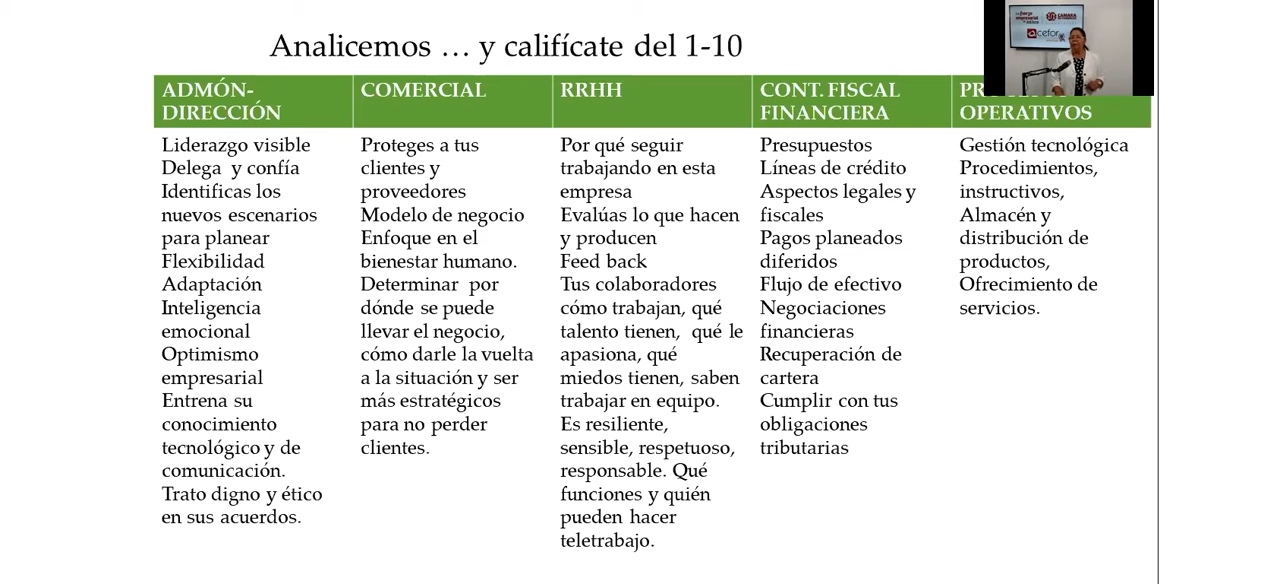 Analicemos … y califícate del 1-10
ADMÓN-
DIRECCIÓN
Liderazgo visible
Delega y confía
Identificas los
nuevos escenarios
para planear
Flexibilidad
Adaptación
Inteligencia
emocional
Optimismo
empresarial
Entrena su
conocimiento
tecnológico y de
comunicación.
Trato digno y ético
en sus acuerdos.
COMERCIAL
Proteges a tus
clientes y
proveedores
Modelo de negocio
Enfoque en el
bienestar humano.
Determinar por
dónde se puede
llevar el negocio,
cómo darle la vuelta
a la situación y ser
más estratégicos
para no perder
clientes.
RRHH
Por qué seguir
trabajando en esta
empresa
Evalúas lo que hacen
y producen
Feed back
Tus colaboradores
cómo trabajan, qué
talento tienen, qué le
apasiona, qué
miedos tienen, saben
trabajar en equipo.
Es resiliente,
sensible, respetuoso,
responsable. Qué
funciones y quién
pueden hacer
teletrabajo.
CONT. FISCAL
FINANCIERA
Presupuestos
Líneas de crédito
Aspectos legales y
fiscales
Pagos planeados
diferidos
Flujo de efectivo
Negociaciones
financieras
Recuperación de
cartera
Cumplir con tus
obligaciones
tributarias
OPERATIVOS
Gestión tecnológica
Procedimientos,
instructivos,
Almacén y
distribución de
productos,
Ofrecimiento de
servicios.
CAMARA
acefor